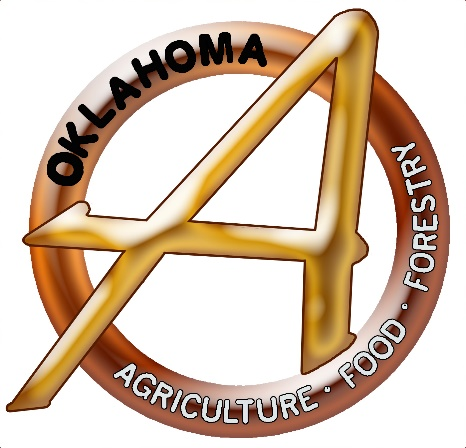 OKLAHOMA
A
AGRICULTURE · FOOD · FORESTRY